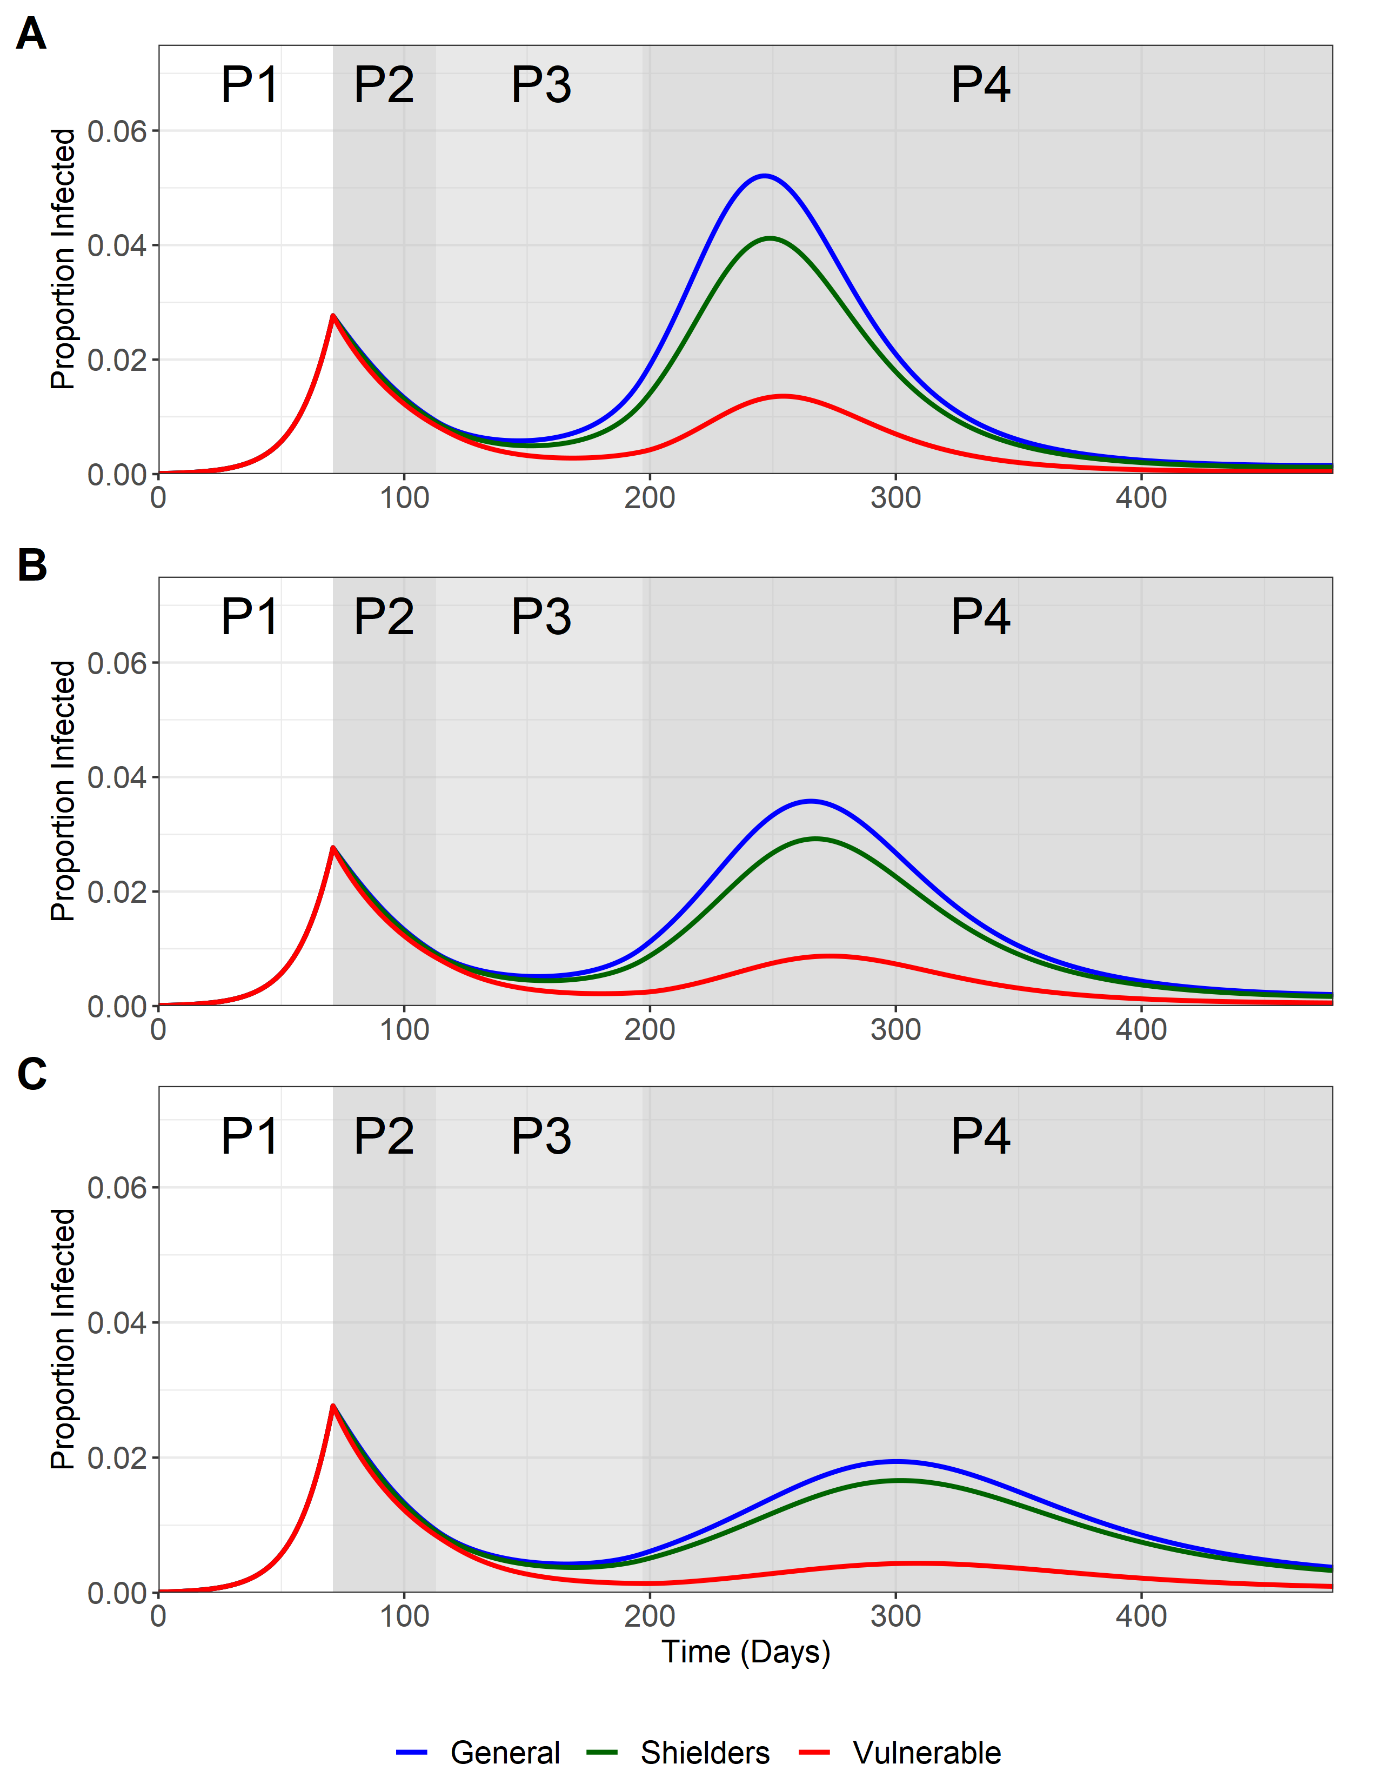 A
P1 P2 P3 P4
Proportion Infected
0.06
0.04
0.02
0.00
0 100 200 300 400
B
P1 P2 P3 P4
Proportion Infected
0.06
0.04
0.02
0.00
0 100 200 300 400
C
P1 P2 P3 P4
Proportion Infected
0.06
0.04
0.02
0.00
0 100 200 300 400
Time (Days)
General Shielders Vulnerable